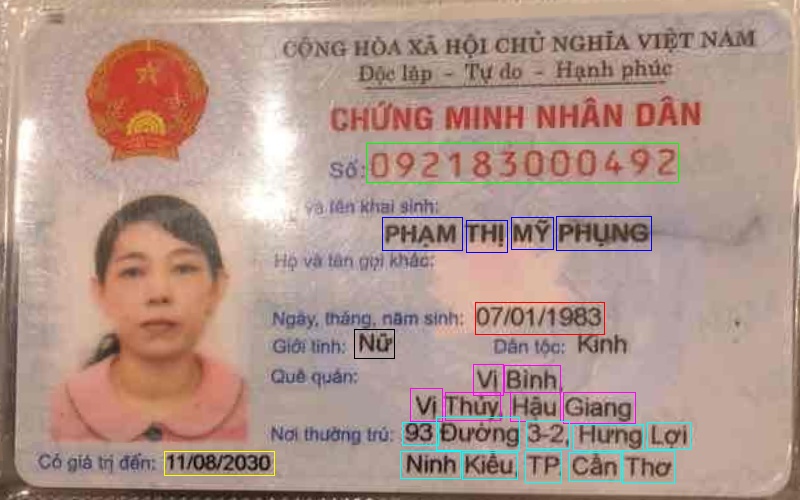 CỘNG HÒA XÃ HỘI CHỦ NGHĨA VIỆT NAM
Độc lập - Tự do - Hạnh phúc
CHỨNG MINH NHÂN DÂN
Số: 092183000492
và tên khai sinh:
PHẠM THỊ MỸ PHỤNG
Họ và tên gọi khác:
Ngày, tháng, năm sinh: 07/01/1983
Giới tính: Nữ Dân tộc: Kinh
Quê quán: Vị Bình,
Vị Thủy, Hậu Giang
Nơi thường trú: 93 Đường 3-2, Hưng Lợi
Ninh Kiều, TP. Cần Thơ
Có giá trị đến: 11/08/2030